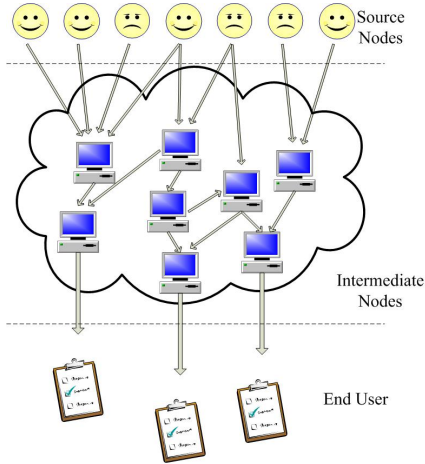 Source
Nodes
Intermediate
Nodes
End User